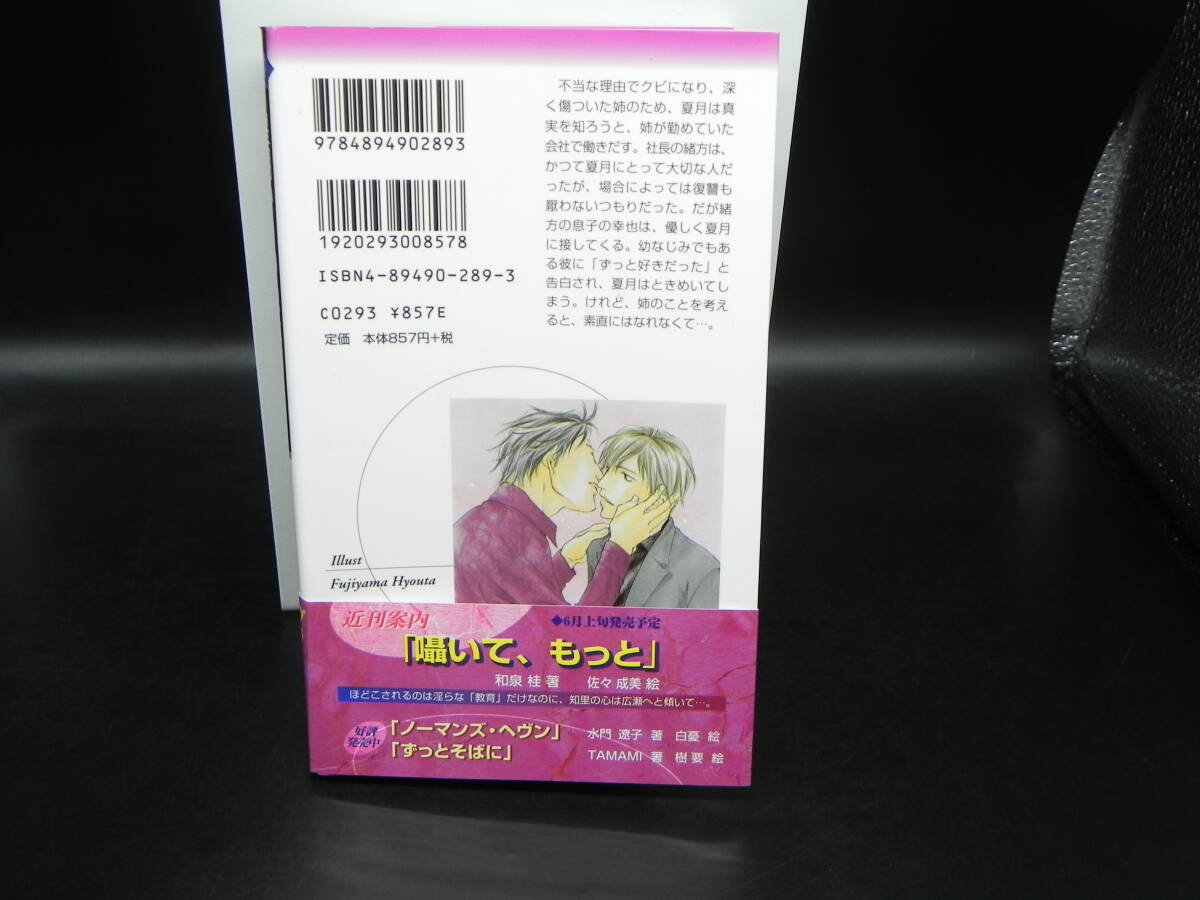 9784894902893
1920293008578
ISBN4-89490-289-3
C0293 ¥857E
定価 本体857円+税
不当な理由でクビになり、深
く傷ついた姉のため、夏月は真
実を知ろうと、姉が勤めていた
会社で働きだす。社長の緒方は、
かつて夏月にとって大切な人だ
ったが、場合によっては復讐も
厭わないつもりだった。だが緒
方の息子の幸也は、優しく夏月
に接してくる。幼なじみでもあ
る彼に「ずっと好きだった」と
告白され、夏月はときめいてし
まう。けれど、姉のことを考え
ると、素直にはなれなくて…。
Illust
Fujiyama Hyouta
近刊案内
◆6月上旬発売予定
「囁いて、もっと」
和泉 桂 著 佐々 成美 絵
ほどこされるのは淫らな「教育」だけなのに、知里の心は広瀬へと傾いて…。
好評
発売中
「ノーマンズ・ヘヴン」 水門 遼子 著 白憂 絵
「ずっとそばに」 TAMAMI 著 樹 要 絵